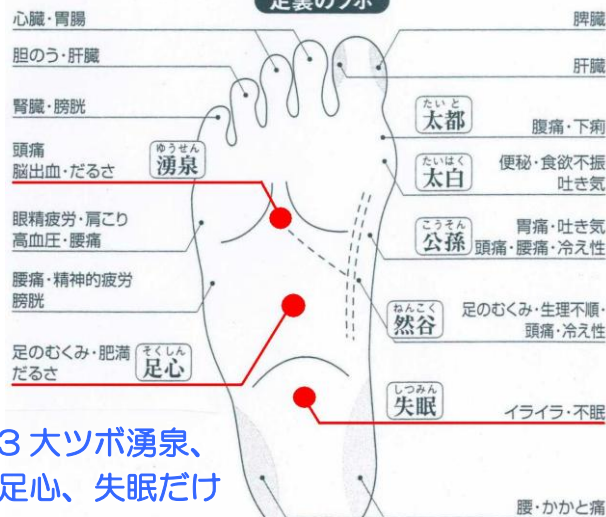 足裏のツボ
心臓・胃腸
胆のう・肝臓
腎臓・膀胱
頭痛
脳出血・だるさ
ゆうせん
湧泉
眼精疲労・肩こり
高血圧・腰痛
腰痛・精神的疲労
膀胱
足のむくみ・肥満
だるさ
そくしん
足心
3大ツボ湧泉、
足心、失眠だけ
脾臓
肝臓
たいと
太都
腹痛・下痢
たいはく
太白
便秘・食欲不振
吐き気
こうそん
公孫
胃痛・吐き気
頭痛・腰痛・冷え性
ねんこく
然谷
足のむくみ・生理不順・
頭痛・冷え性
しつみん
失眠
イライラ・不眠
腰・かかと痛